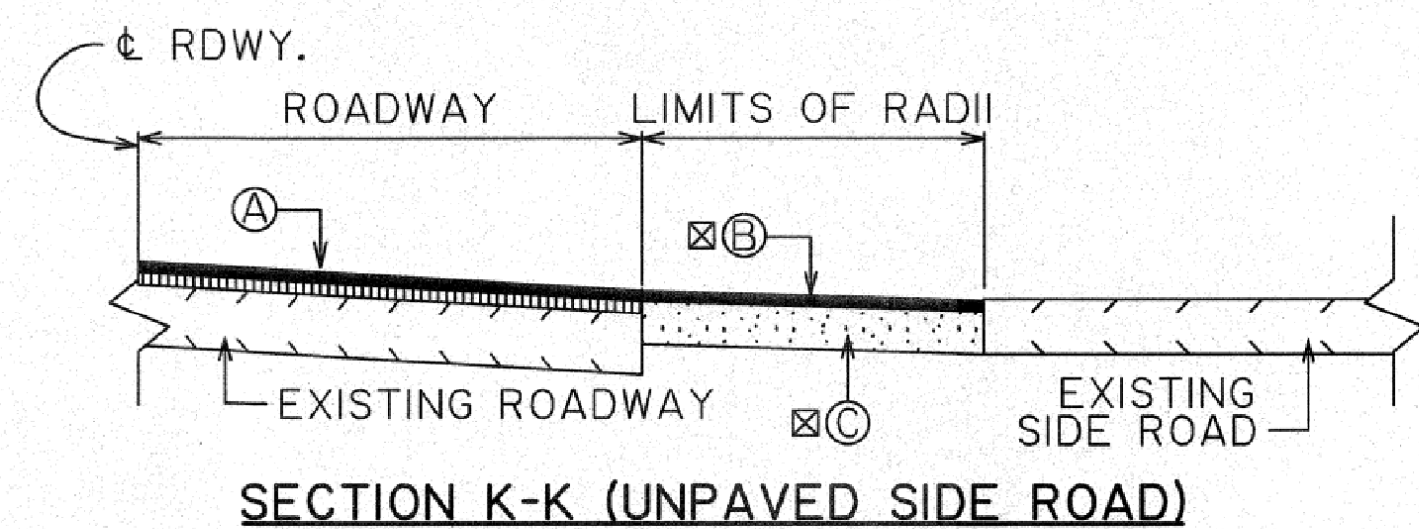 ℄ RDWY.
ROADWAY
LIMITS OF RADII
A
B
EXISTING ROADWAY
C
EXISTING
SIDE ROAD
SECTION K-K (UNPAVED SIDE ROAD)